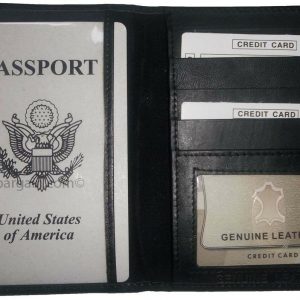 PASSPORT
United States
of America
CREDIT CARD
CREDIT CARD
GENUINE LEATHER
CREDIT CARD